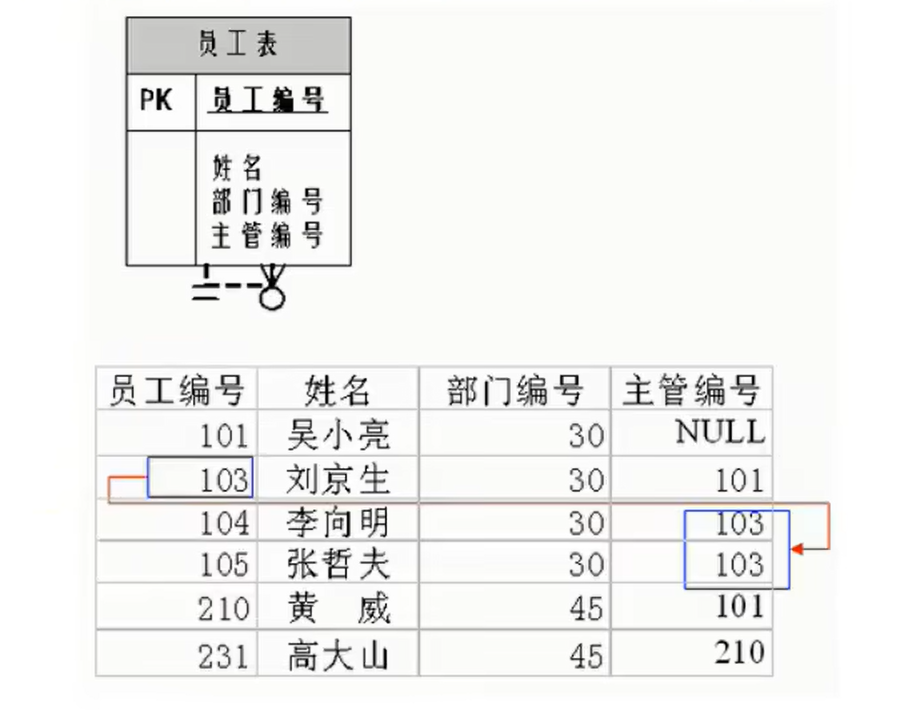 员工表
PK 员工编号
姓名
部门编号
主管编号
员工编号 姓名 部门编号 主管编号
101 吴小亮 30 NULL
103 刘京生 30 101
104 李向明 30 103
105 张哲夫 30 103
210 黄 威 45 101
231 高大山 45 210